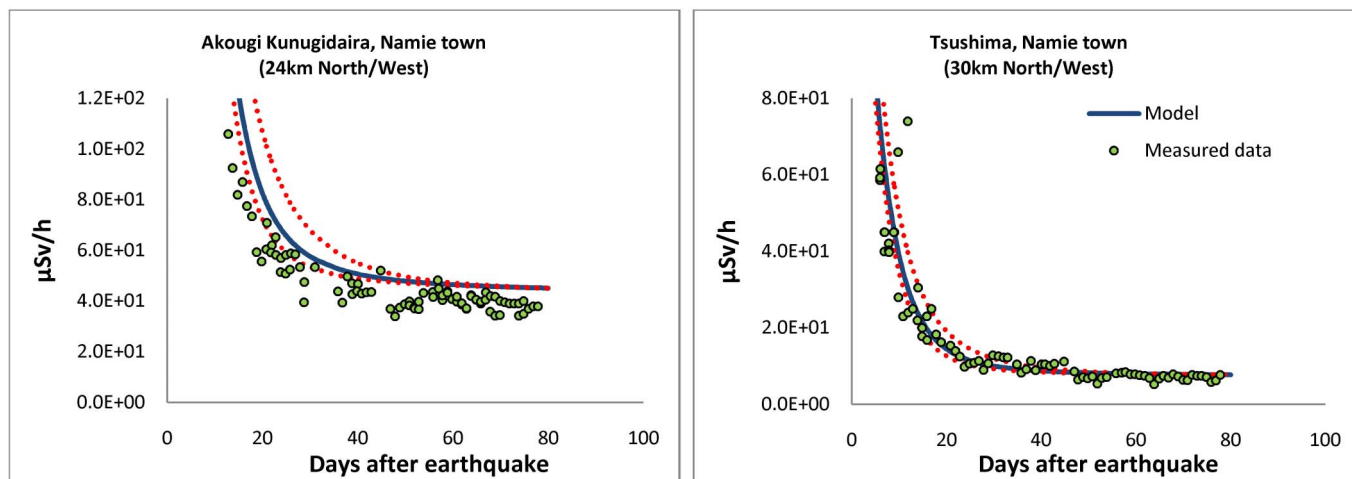 Akougi Kunugidaira, Namie town
(24km North/West)
1.2E+02
1.0E+02
8.0E+01
6.0E+01
4.0E+01
2.0E+01
0.0E+00
µSv/h
0 20 40 60 80 100
Days after earthquake
Tsushima, Namie town
(30km North/West)
8.0E+01
6.0E+01
4.0E+01
2.0E+01
0.0E+00
µSv/h
Model
Measured data
0 20 40 60 80 100
Days after earthquake